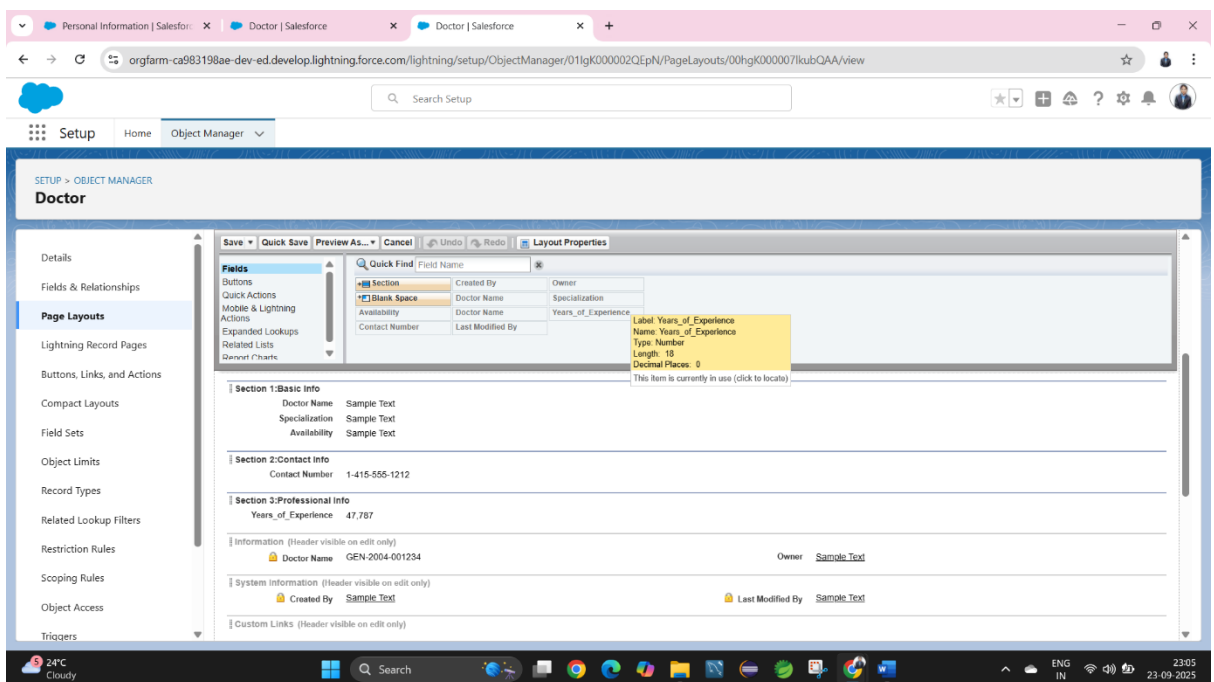 Personal Information | Salesforc
Doctor | Salesforce
Doctor | Salesforce
orgfarm-ca983198ae-dev-ed.develop.lightning.force.com/lightning/setup/ObjectManager/01IgK000002QEpN/PageLayouts/00hgK000007IkubQAA/view
Search Setup
Setup Home Object Manager
SETUP > OBJECT MANAGER
Doctor
Details
Fields & Relationships
Page Layouts
Lightning Record Pages
Buttons, Links, and Actions
Compact Layouts
Field Sets
Object Limits
Record Types
Related Lookup Filters
Restriction Rules
Scoping Rules
Object Access
Triggers
Save Quick Save Preview As... Cancel Undo Redo Layout Properties
Fields
Buttons
Quick Actions
Mobile & Lightning
Actions
Expanded Lookups
Related Lists
Report Charts
Quick Find Field Name
Section Created By Owner
Blank Space Doctor Name Specialization
Availability Doctor Name Years_of_Experience
Contact Number Last Modified By
Label: Years_of_Experience
Name: Years_of_Experience
Type: Number
Length: 18
Decimal Places: 0
This item is currently in use (click to locate)
Section 1:Basic Info
Doctor Name Sample Text
Specialization Sample Text
Availability Sample Text
Section 2:Contact Info
Contact Number 1-415-555-1212
Section 3:Professional Info
Years_of_Experience 47,787
Information (Header visible on edit only)
Doctor Name GEN-2004-001234 Owner Sample Text
System Information (Header visible on edit only)
Created By Sample Text Last Modified By Sample Text
Custom Links (Header visible on edit only)
5
24°C
Cloudy
Search
ENG
IN
23:05
23-09-2025